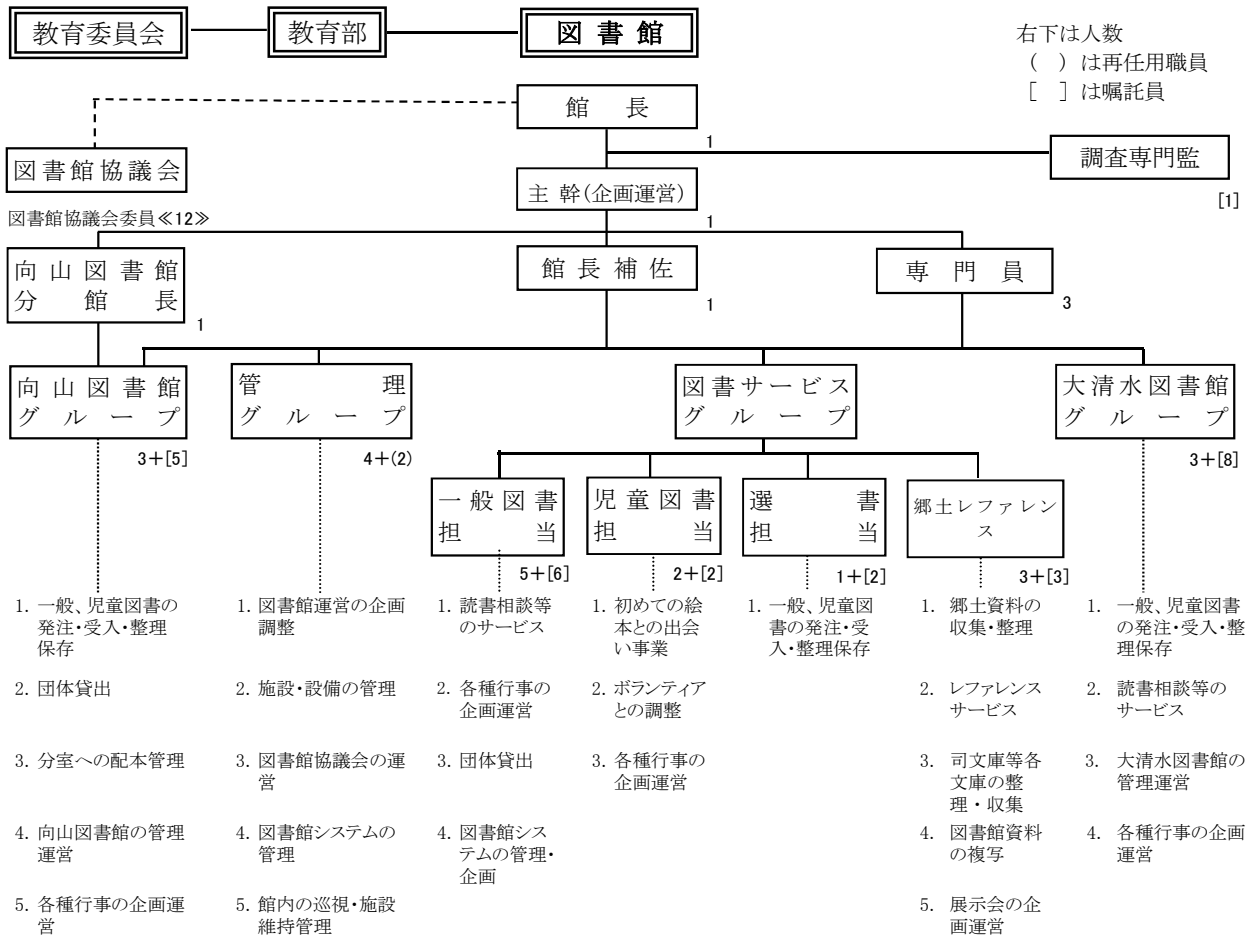 教育委員会
教育部
図書館
右下は人数
( )は再任用職員
[ ]は嘱託員
館長
1
図書館協議会
調査専門監
[1]
主幹(企画運営)
図書館協議会委員≪12≫
1
向山図書館
分館長
1
館長補佐
1
専門員
3
向山図書館
グループ
3+[5]
管理
グループ
4+(2)
図書サービス
グループ
大清水図書館
グループ
3+[8]
一般図書
担当
5+[6]
児童図書
担当
2+[2]
選書
担当
1+[2]
郷土レファレン
ス
3+[3]
1. 一般、児童図書の
発注・受入・整理
保存
2. 団体貸出
3. 分室への配本管理
4. 向山図書館の管理
運営
5. 各種行事の企画運
営
1. 図書館運営の企画
調整
2. 施設・設備の管理
3. 図書館協議会の運
営
4. 図書館システムの
管理
5. 館内の巡視・施設
維持管理
1. 読書相談等
のサービス
2. 各種行事の
企画運営
3. 団体貸出
4. 図書館シス
テムの管理・
企画
1. 初めての絵
本との出会
い事業
2. ボランティア
との調整
3. 各種行事の
企画運営
1. 一般、児童図
書の発注・受
入・整理保存
1. 郷土資料の
収集・整理
2. レファレンス
サービス
3. 司文庫等各
文庫の整
理・収集
4. 図書館資料
の複写
5. 展示会の企
画運営
1. 一般、児童図書
の発注・受入・整
理保存
2. 読書相談等の
サービス
3. 大清水図書館の
管理運営
4. 各種行事の企画
運営